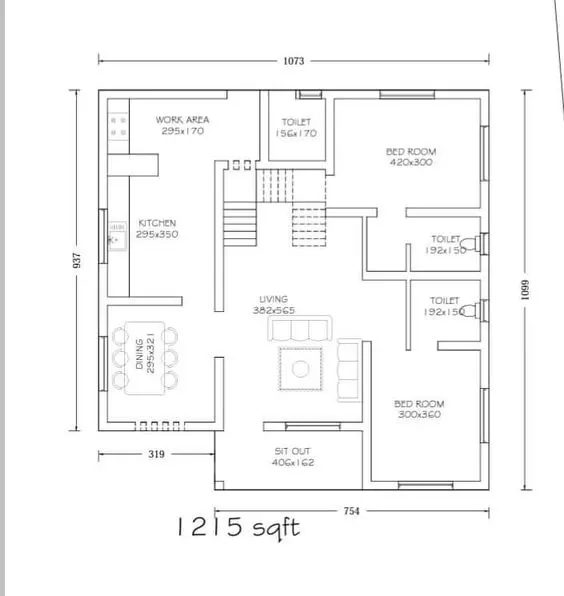 1073
WORK AREA
295x170
TOILET
156x170
BED ROOM
420x300
KITCHEN
295x350
TOILET
192x150
937
1099
LIVING
382x565
TOILET
192x150
DINING
295x321
BED ROOM
300x360
SIT OUT
406x162
319
754
1215 sqft